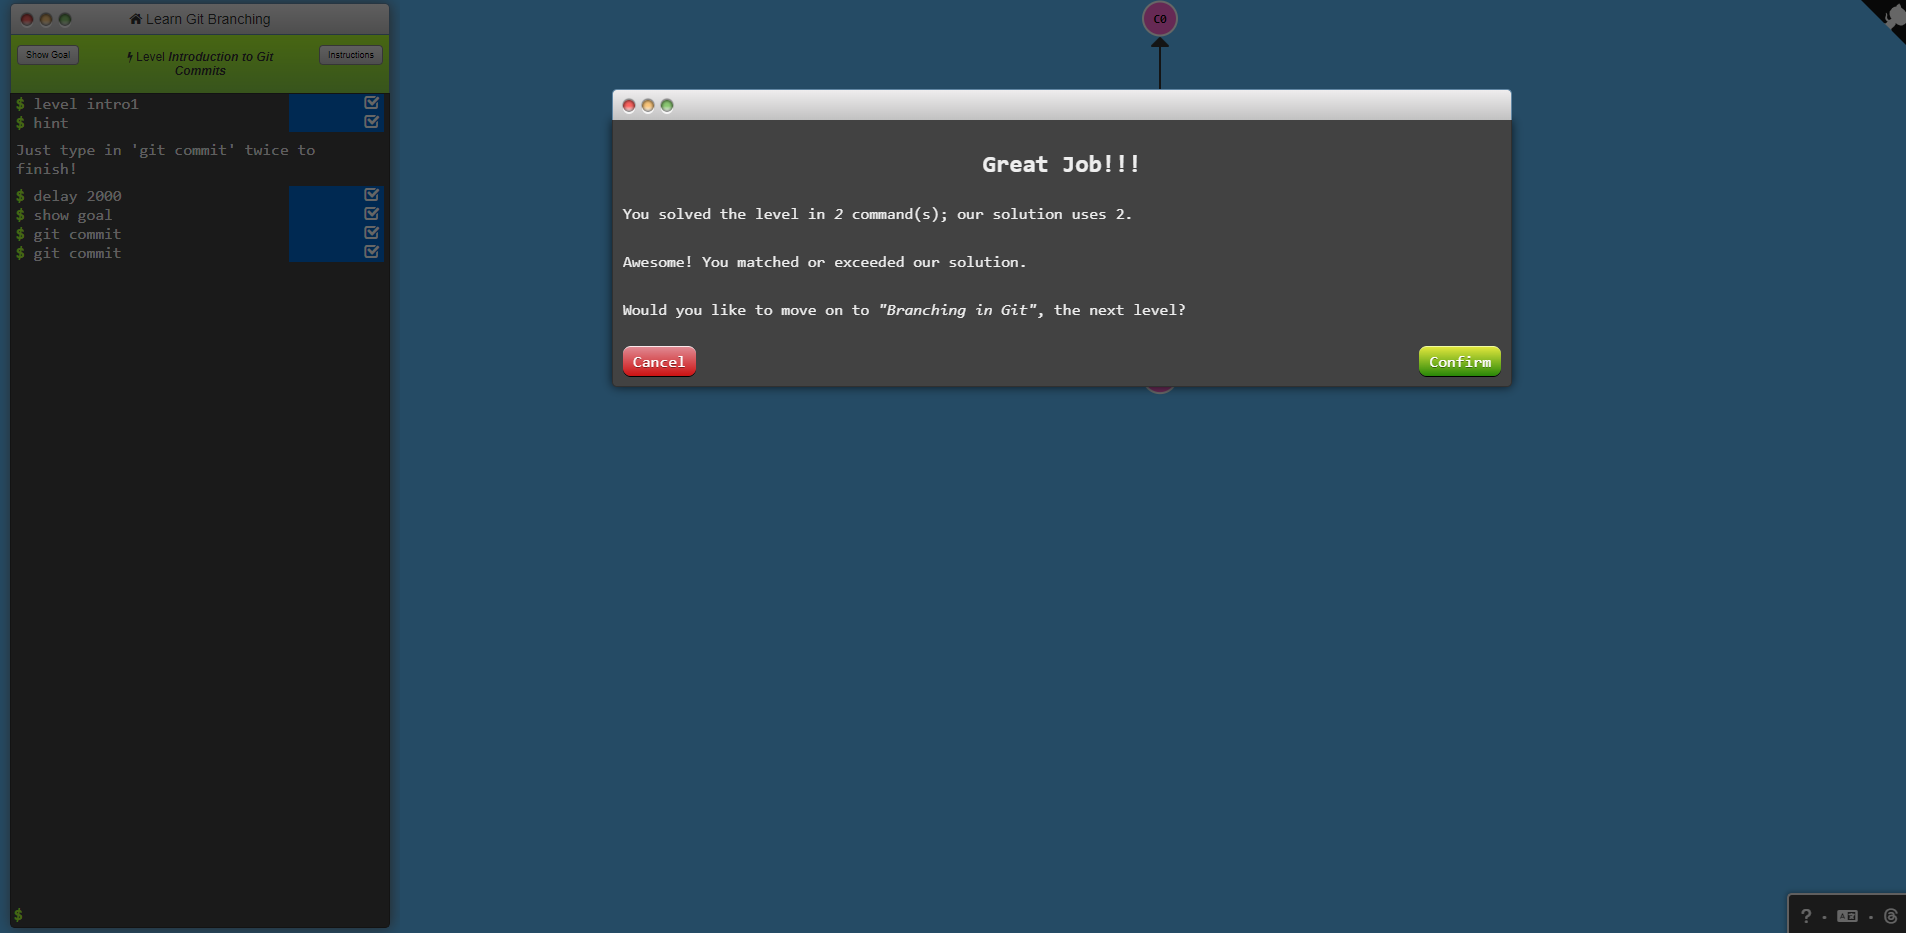 Learn Git Branching
Show Goal
Level Introduction to Git
Commits
Instructions
$ level intro1
$ hint
Just type in 'git commit' twice to
finish!
$ delay 2000
$ show goal
$ git commit
$ git commit
$
C0
Great Job!!!
You solved the level in 2 command(s); our solution uses 2.
Awesome! You matched or exceeded our solution.
Would you like to move on to "Branching in Git", the next level?
Cancel
Confirm
? · A文 ·